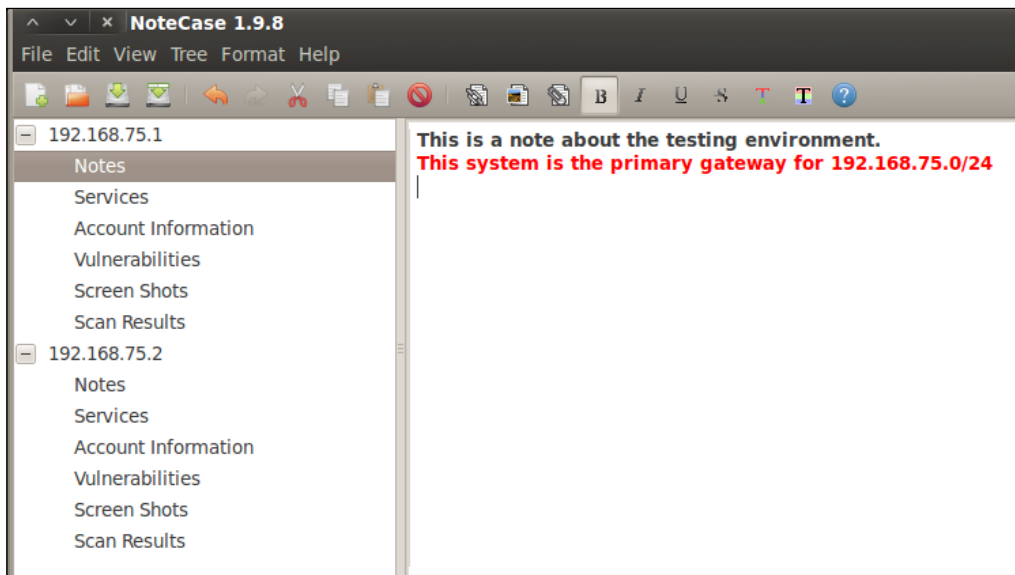 NoteCase 1.9.8
File Edit View Tree Format Help
B I U S T T ?
192.168.75.1
Notes
Services
Account Information
Vulnerabilities
Screen Shots
Scan Results
192.168.75.2
Notes
Services
Account Information
Vulnerabilities
Screen Shots
Scan Results
This is a note about the testing environment.
This system is the primary gateway for 192.168.75.0/24